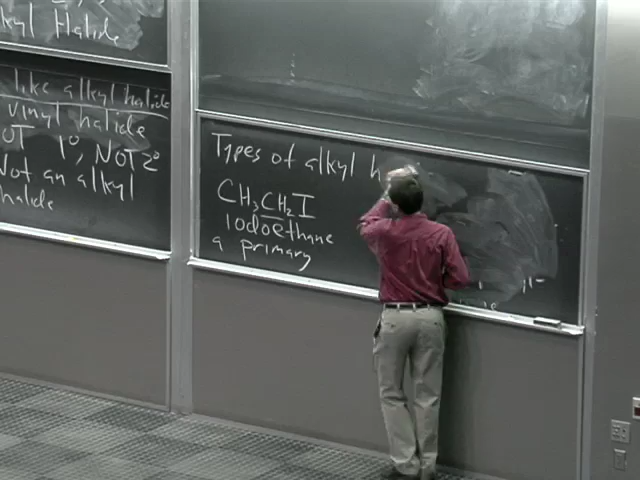 kyl Halide
like alkyl halide
vinyl halide
OT 1°, NOT 2°
Not an alkyl
halide
Types of alkyl h
CH3CH2I
iodoethane
a primary